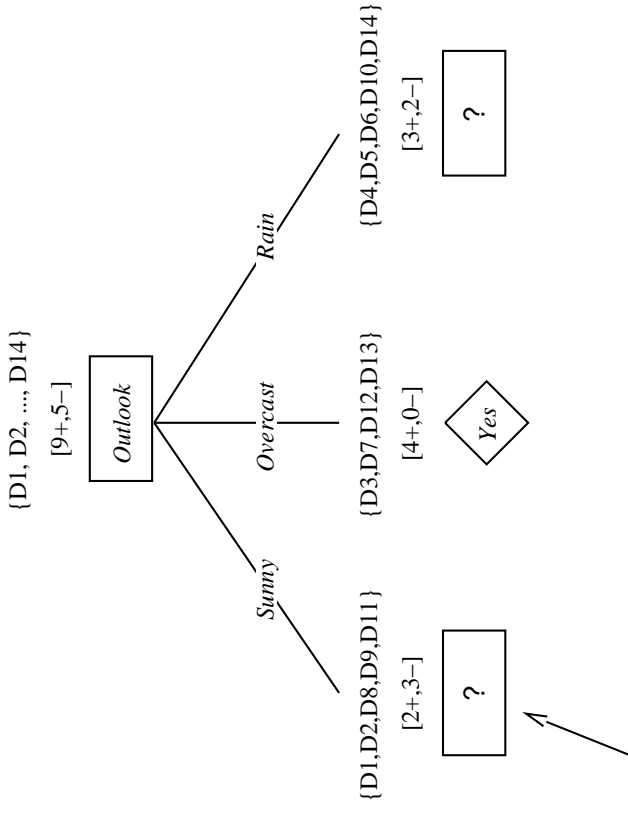 {D1, D2, ..., D14}
[9+,5−]
Outlook
Sunny
Overcast
Rain
{D1,D2,D8,D9,D11}
{D3,D7,D12,D13}
{D4,D5,D6,D10,D14}
[2+,3−]
[4+,0−]
[3+,2−]
?
Yes
?